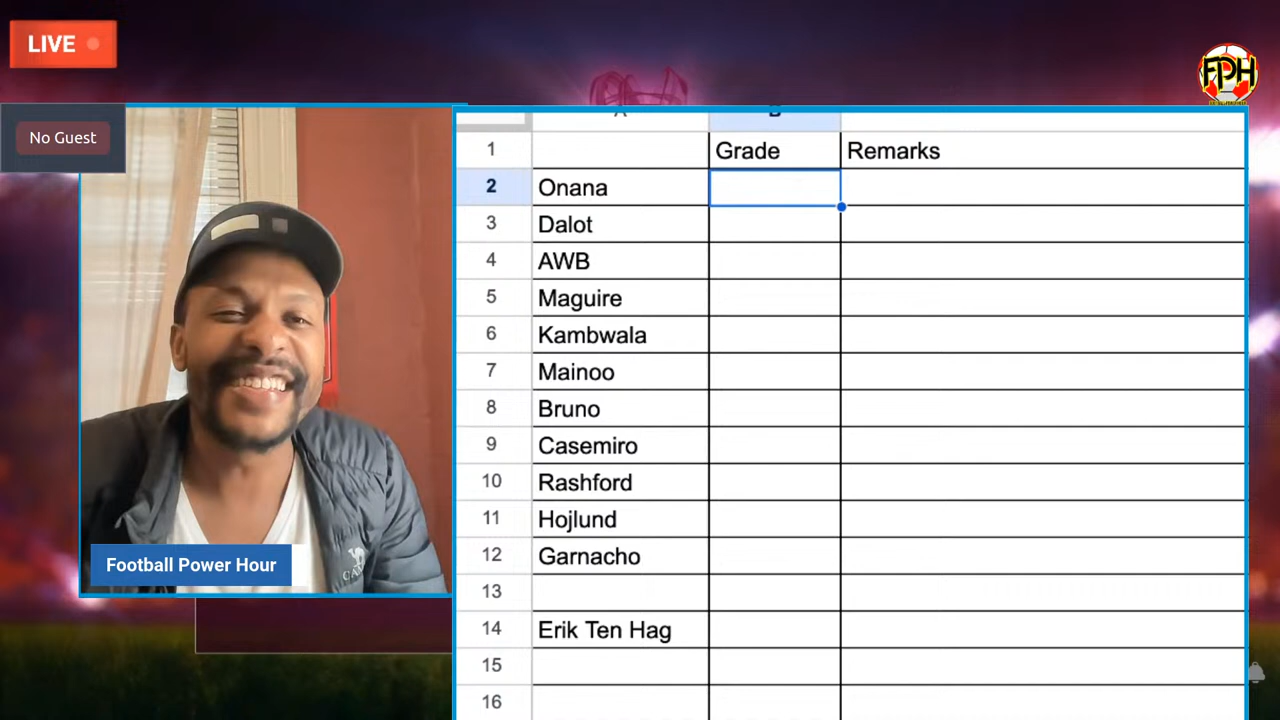 LIVE
FPH
No Guest
Football Power Hour
A B
1 Grade Remarks
2 Onana
3 Dalot
4 AWB
5 Maguire
6 Kambwala
7 Mainoo
8 Bruno
9 Casemiro
10 Rashford
11 Hojlund
12 Garnacho
13
14 Erik Ten Hag
15
16